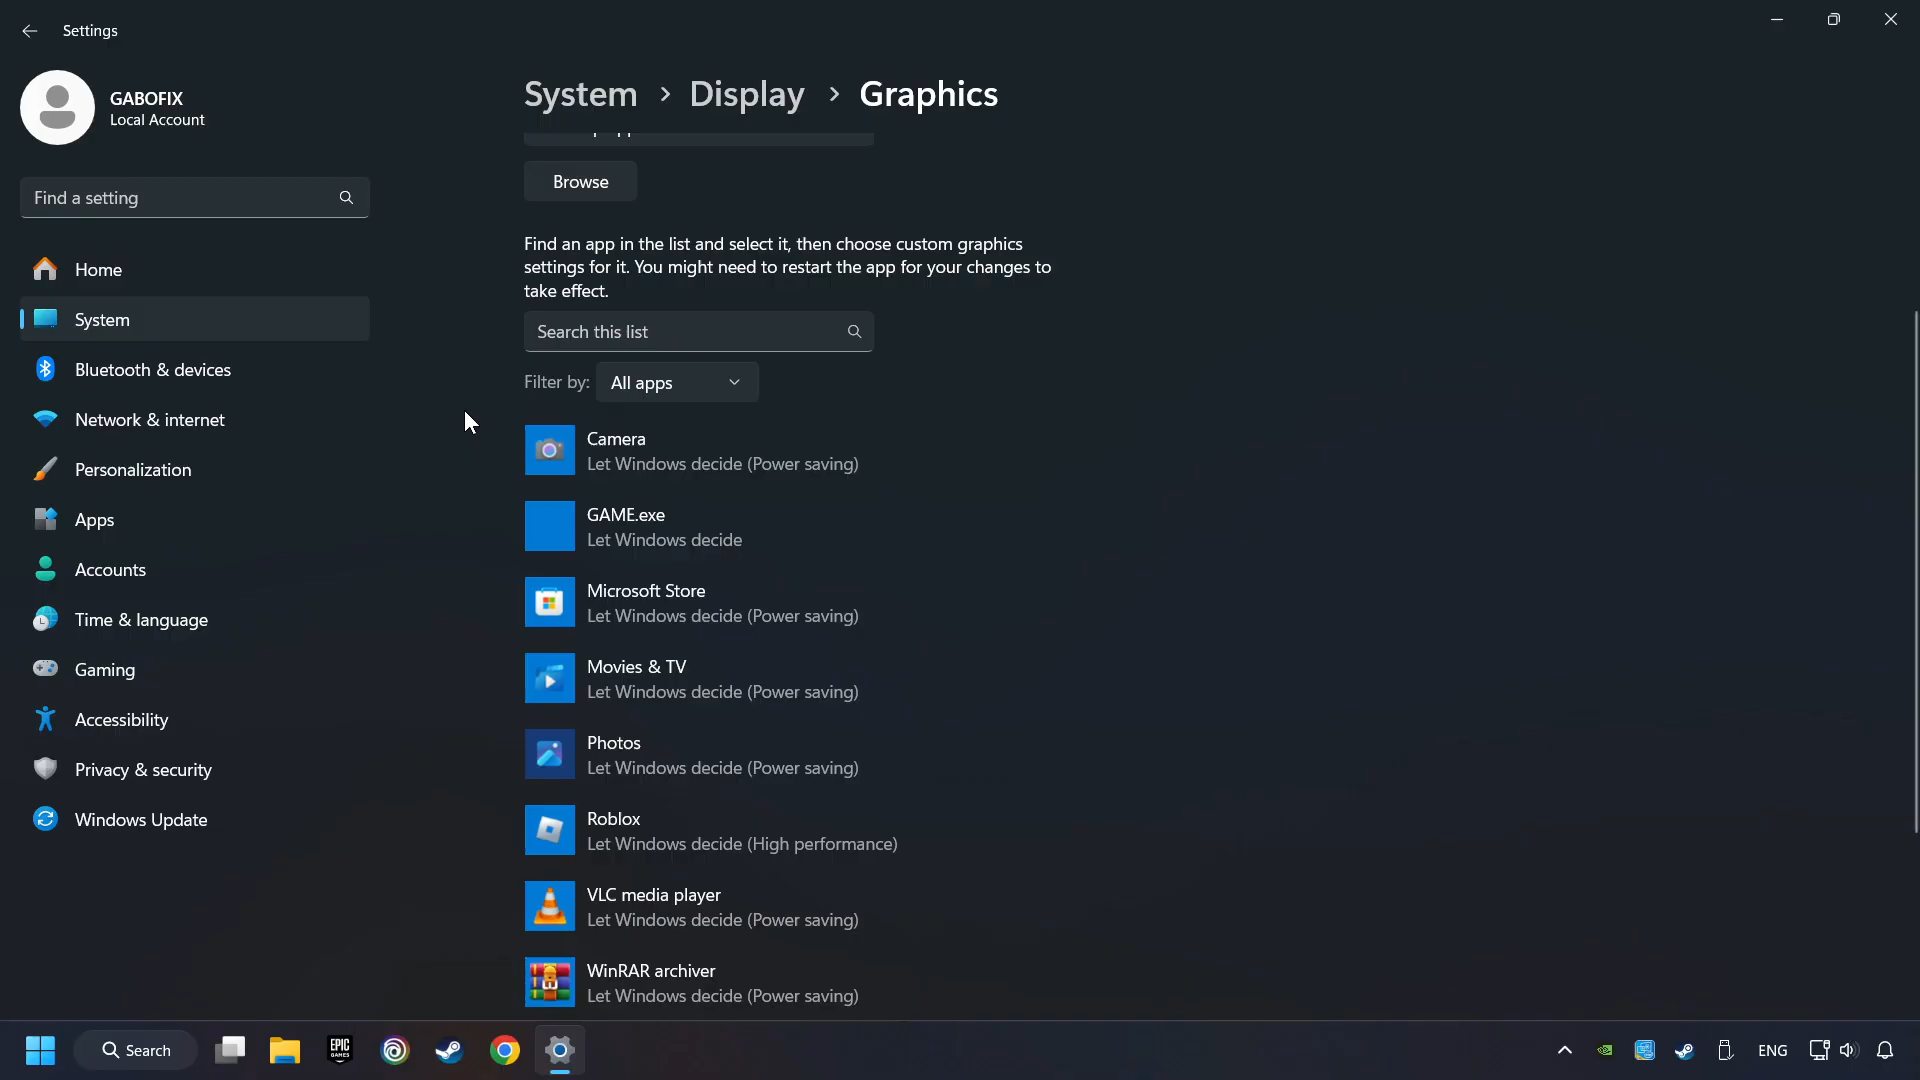 Settings
GABOFIX
Local Account
Find a setting
Home
System
Bluetooth & devices
Network & internet
Personalization
Apps
Accounts
Time & language
Gaming
Accessibility
Privacy & security
Windows Update
System > Display > Graphics
Browse
Find an app in the list and select it, then choose custom graphics
settings for it. You might need to restart the app for your changes to
take effect.
Search this list
Filter by: All apps
Camera
Let Windows decide (Power saving)
GAME.exe
Let Windows decide
Microsoft Store
Let Windows decide (Power saving)
Movies & TV
Let Windows decide (Power saving)
Photos
Let Windows decide (Power saving)
Roblox
Let Windows decide (High performance)
VLC media player
Let Windows decide (Power saving)
WinRAR archiver
Let Windows decide (Power saving)
Search
EPIC
GAMES
ENG